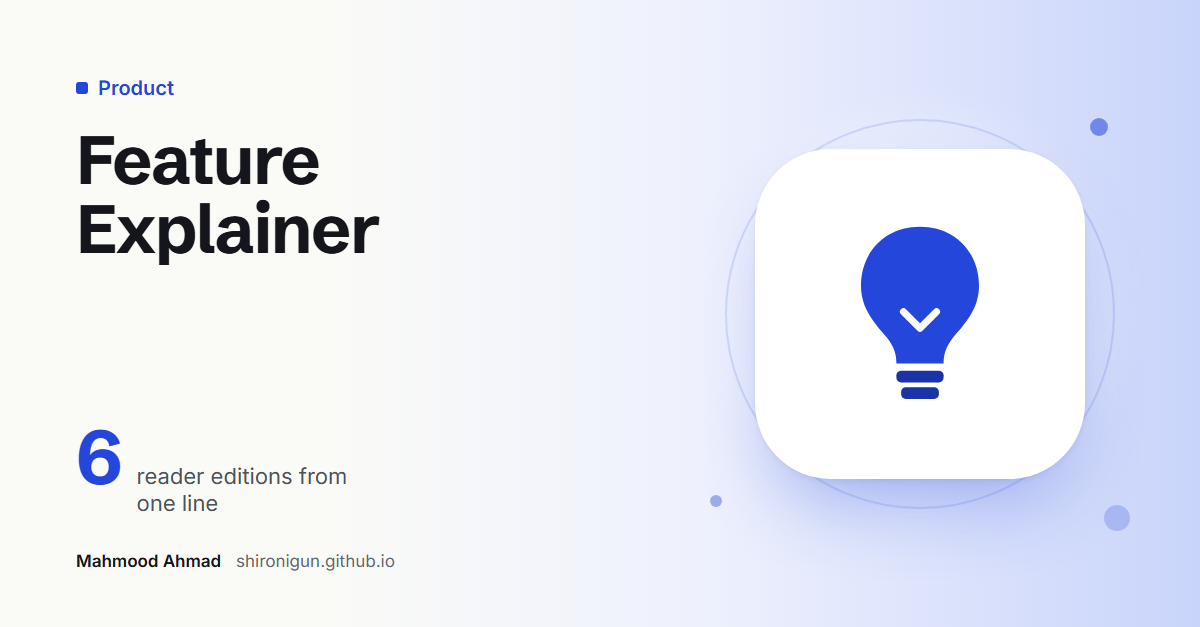 Product
Feature
Explainer
6
reader editions from
one line
Mahmood Ahmad shironigun.github.io